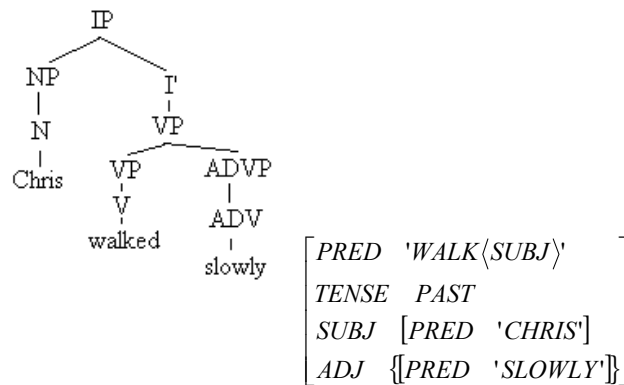 IP
NP I'
N VP
Chris VP ADVP
V ADV
walked slowly
[PRED 'WALK⟨SUBJ⟩'
TENSE PAST
SUBJ [PRED 'CHRIS']
ADJ {[PRED 'SLOWLY']}]